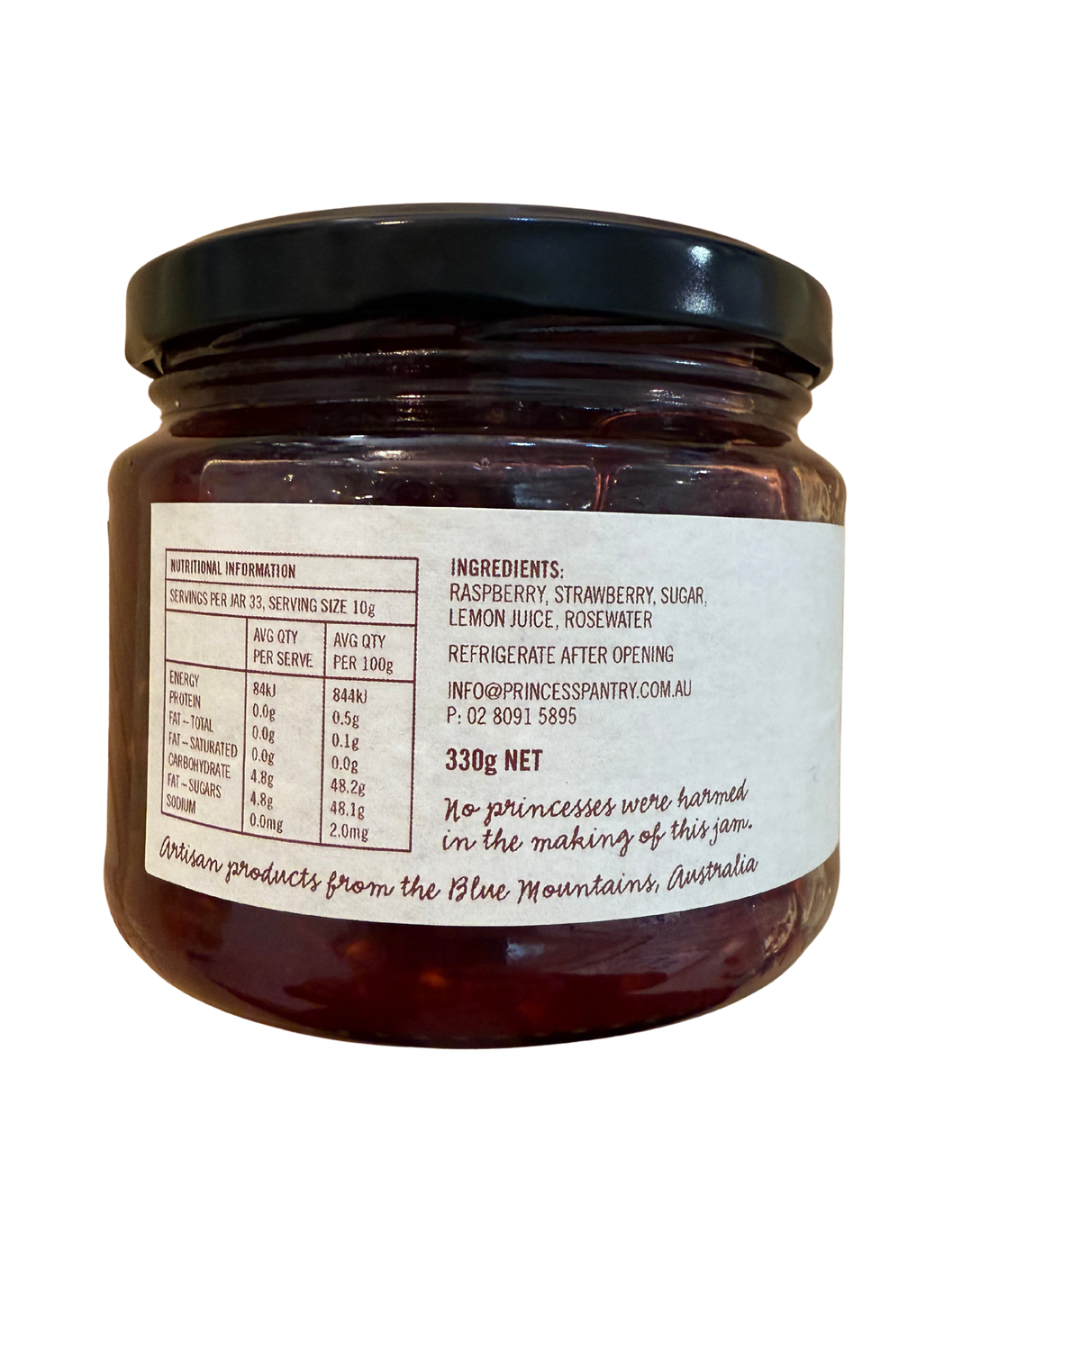 NUTRITIONAL INFORMATION
SERVINGS PER JAR 33, SERVING SIZE 10g
AVG QTY PER SERVE AVG QTY PER 100g
ENERGY 84kJ 844kJ
PROTEIN 0.0g 0.5g
FAT – TOTAL 0.0g 0.1g
FAT – SATURATED 0.0g 0.0g
CARBOHYDRATE 4.8g 48.2g
FAT – SUGARS 4.8g 48.1g
SODIUM 0.0mg 2.0mg
INGREDIENTS:
RASPBERRY, STRAWBERRY, SUGAR,
LEMON JUICE, ROSEWATER
REFRIGERATE AFTER OPENING
INFO@PRINCESSPANTRY.COM.AU
P: 02 8091 5895
330g NET
No princesses were harmed
in the making of this jam.
Artisan products from the Blue Mountains, Australia